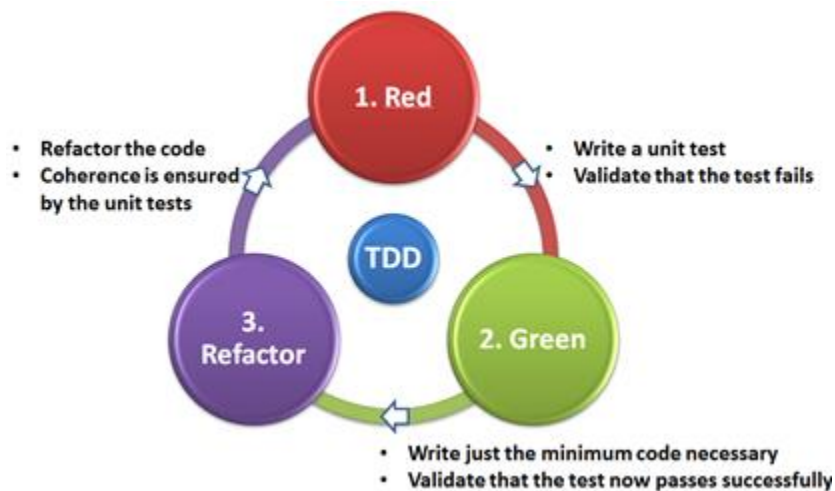 1. Red
• Refactor the code
• Coherence is ensured
by the unit tests
• Write a unit test
• Validate that the test fails
TDD
3.
Refactor
2. Green
• Write just the minimum code necessary
• Validate that the test now passes successfully